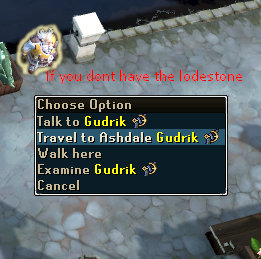 If you dont have the lodestone
Choose Option
Talk to Gudrik
Travel to Ashdale Gudrik
Walk here
Examine Gudrik
Cancel